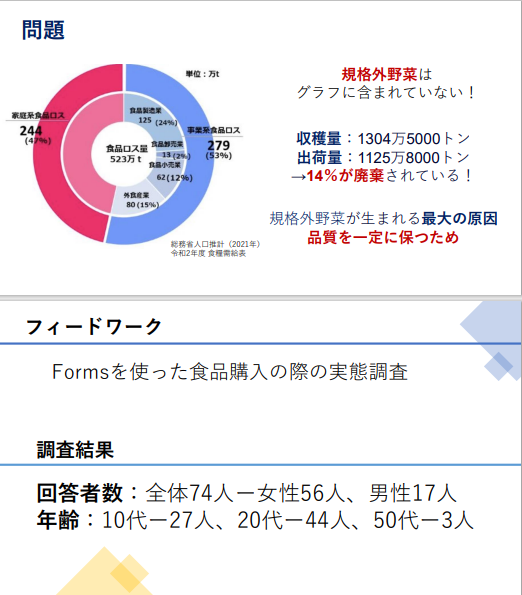 問題
単位：万t
家庭系食品ロス
244
(47%)
食品ロス量
523万 t
食品製造業
125 (24%)
食品卸売業
13 (2%)
食品小売業
62 (12%)
外食産業
80 (15%)
事業系食品ロス
279
(53%)
総務省人口推計（2021年）
令和2年度 食糧需給表
規格外野菜は
グラフに含まれていない！
収穫量：1304万5000トン
出荷量：1125万8000トン
→14%が廃棄されている！
規格外野菜が生まれる最大の原因
品質を一定に保つため
フィードワーク
Formsを使った食品購入の際の実態調査
調査結果
回答者数：全体74人ー女性56人、男性17人
年齢：10代ー27人、20代ー44人、50代ー3人